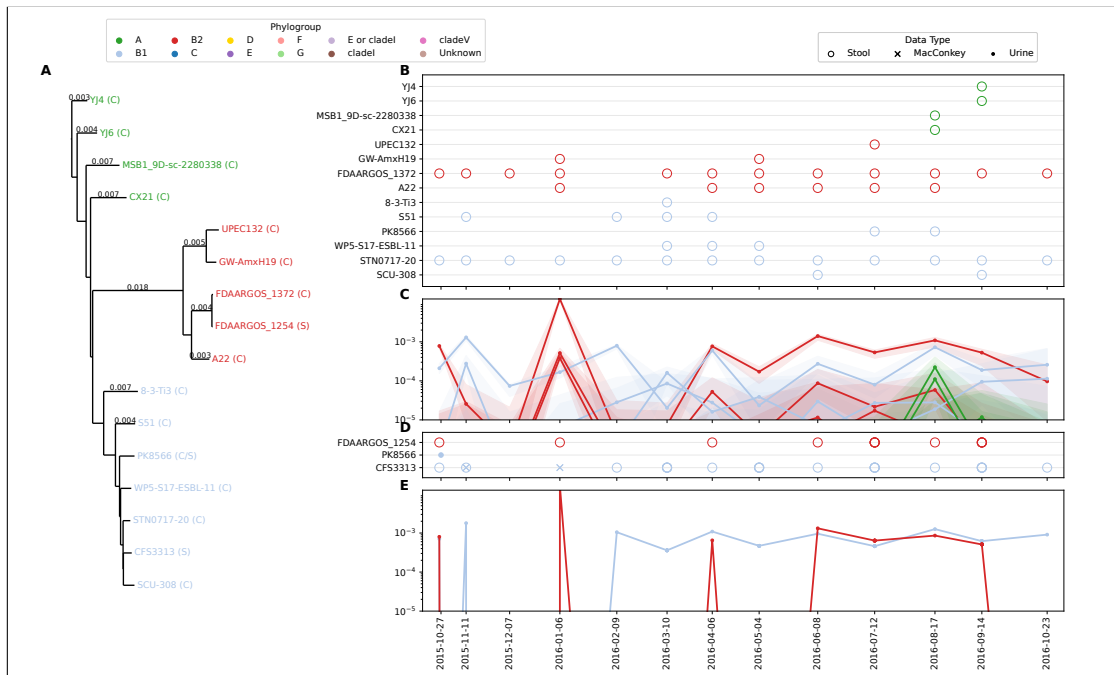 Phylogroup
A B2 D F E or cladeI cladeV
B1 C E G cladeI Unknown
Data Type
Stool MacConkey Urine
A
0.003 YJ4 (C)
0.004 YJ6 (C)
0.007 MSB1_9D-sc-2280338 (C)
0.007 CX21 (C)
UPEC132 (C)
0.005
GW-AmxH19 (C)
0.018
FDAARGOS_1372 (C)
0.004
FDAARGOS_1254 (S)
0.003 A22 (C)
0.007 8-3-Ti3 (C)
0.004 S51 (C)
PK8566 (C/S)
WP5-S17-ESBL-11 (C)
STN0717-20 (C)
CFS3313 (S)
SCU-308 (C)
B
YJ4
YJ6
MSB1_9D-sc-2280338
CX21
UPEC132
GW-AmxH19
FDAARGOS_1372
A22
8-3-Ti3
S51
PK8566
WP5-S17-ESBL-11
STN0717-20
SCU-308
C
10⁻³
10⁻⁴
10⁻⁵
D
FDAARGOS_1254
PK8566
CFS3313
E
10⁻³
10⁻⁴
10⁻⁵
2015-10-27
2015-11-11
2015-12-07
2016-01-06
2016-02-09
2016-03-10
2016-04-06
2016-05-04
2016-06-08
2016-07-12
2016-08-17
2016-09-14
2016-10-23